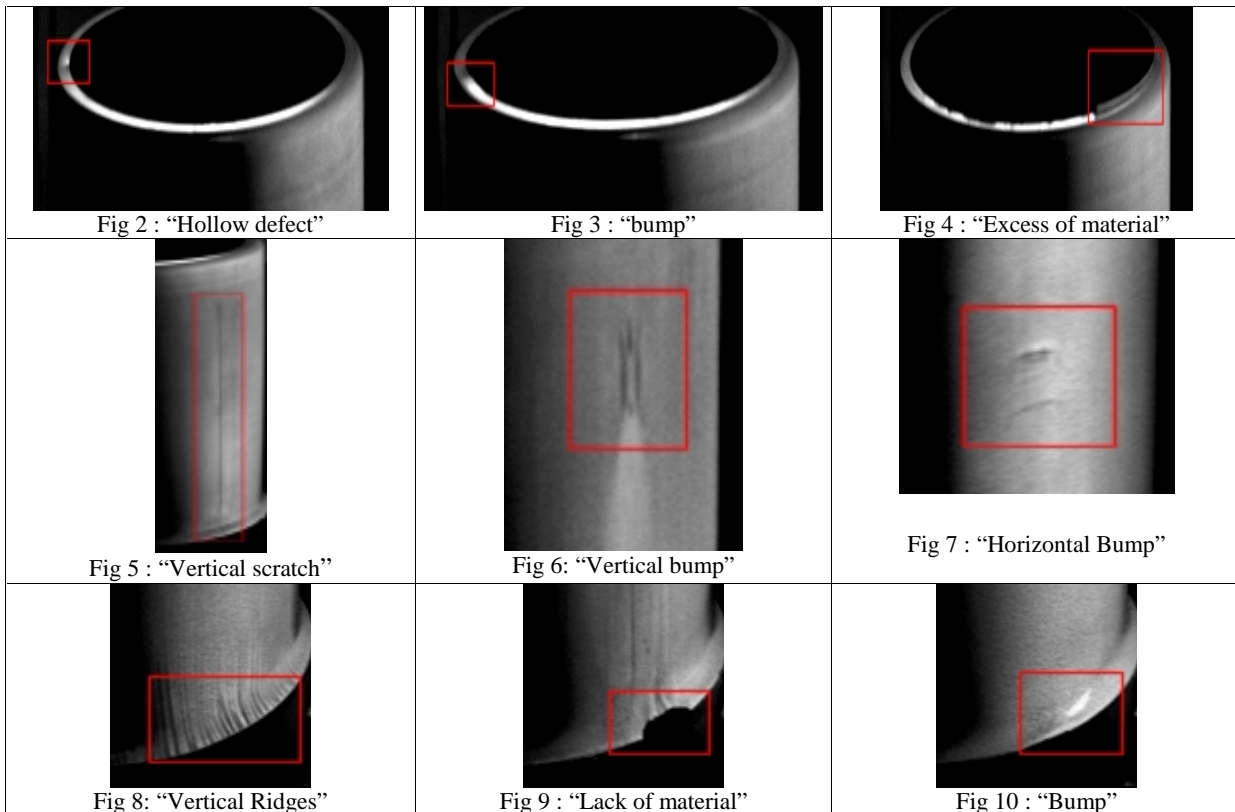 Fig 2 : “Hollow defect”
Fig 3 : “bump”
Fig 4 : “Excess of material”
Fig 5 : “Vertical scratch”
Fig 6: “Vertical bump”
Fig 7 : “Horizontal Bump”
Fig 8: “Vertical Ridges”
Fig 9 : “Lack of material”
Fig 10 : “Bump”